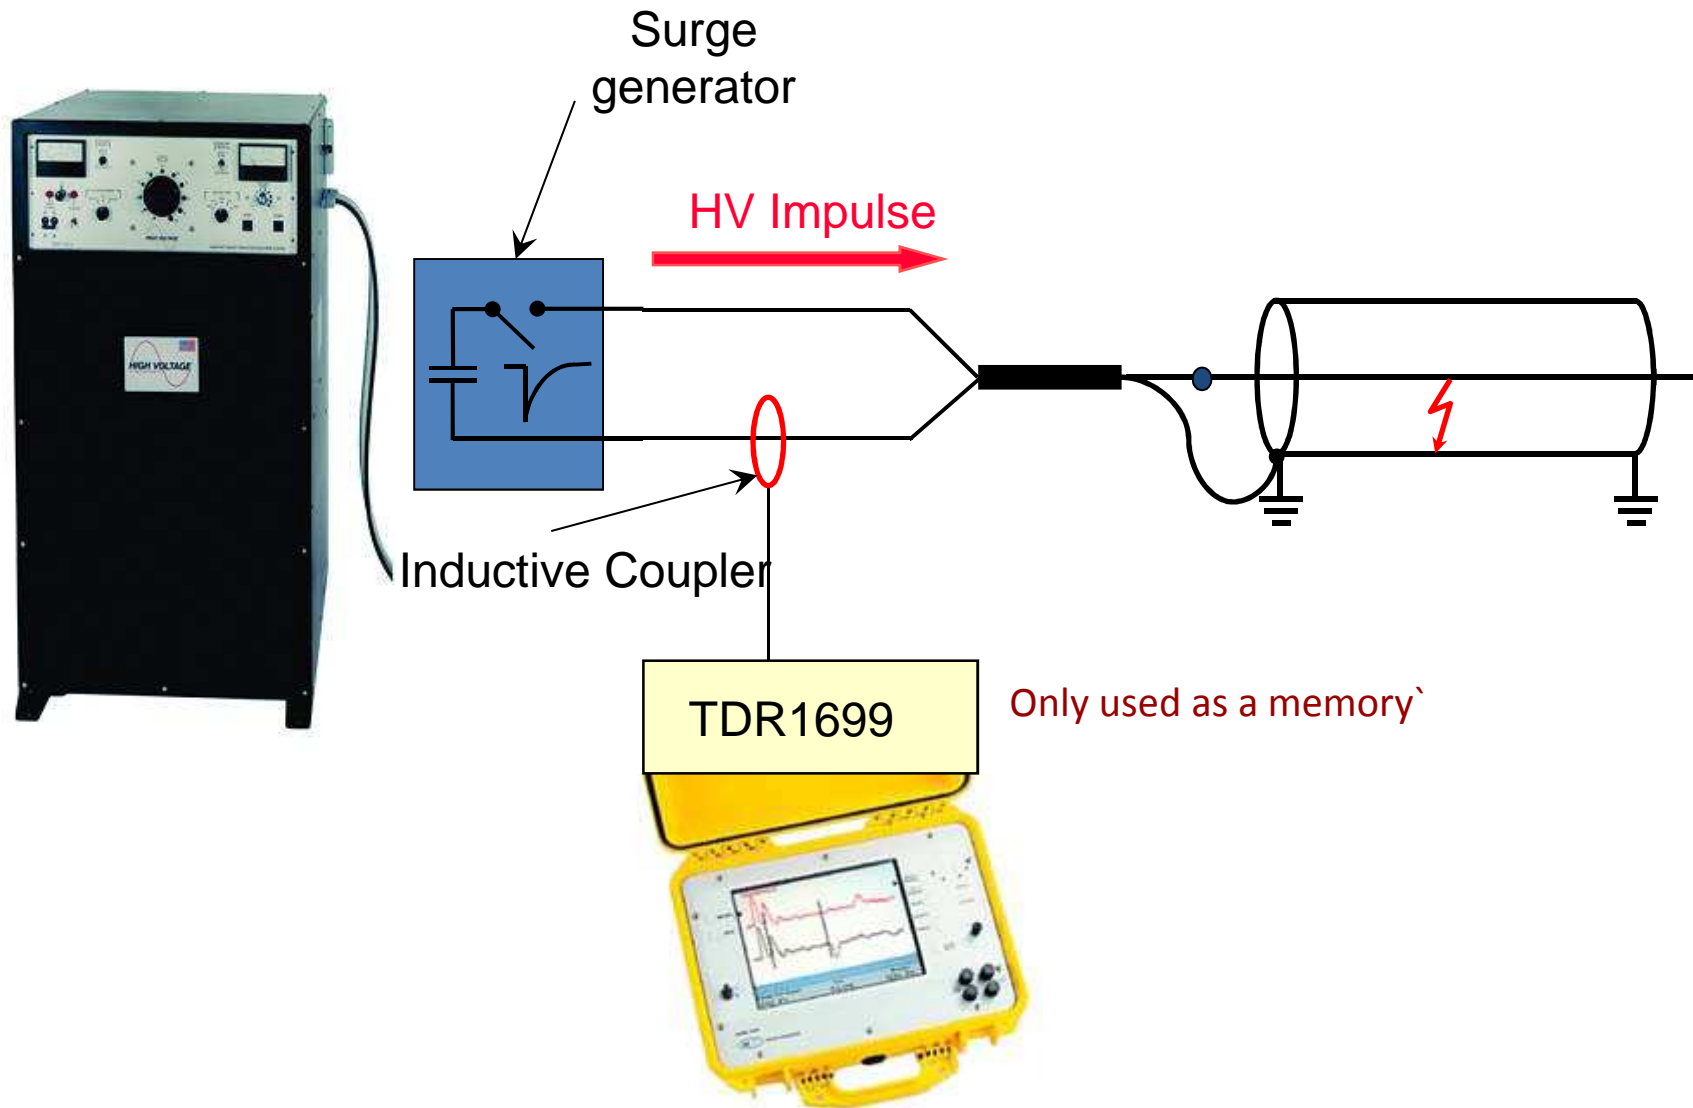 Surge
generator
HV Impulse
HIGH VOLTAGE
Inductive Coupler
TDR1699
Only used as a memory`